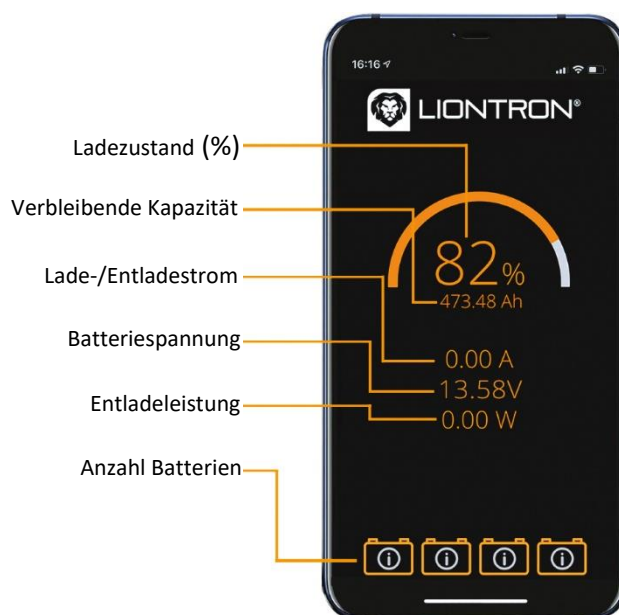 16:16
LIONTRON®
Ladezustand (%)
Verbleibende Kapazität
Lade-/Entladestrom
Batteriespannung
Entladeleistung
Anzahl Batterien
82%
473.48 Ah
0.00 A
13.58V
0.00 W